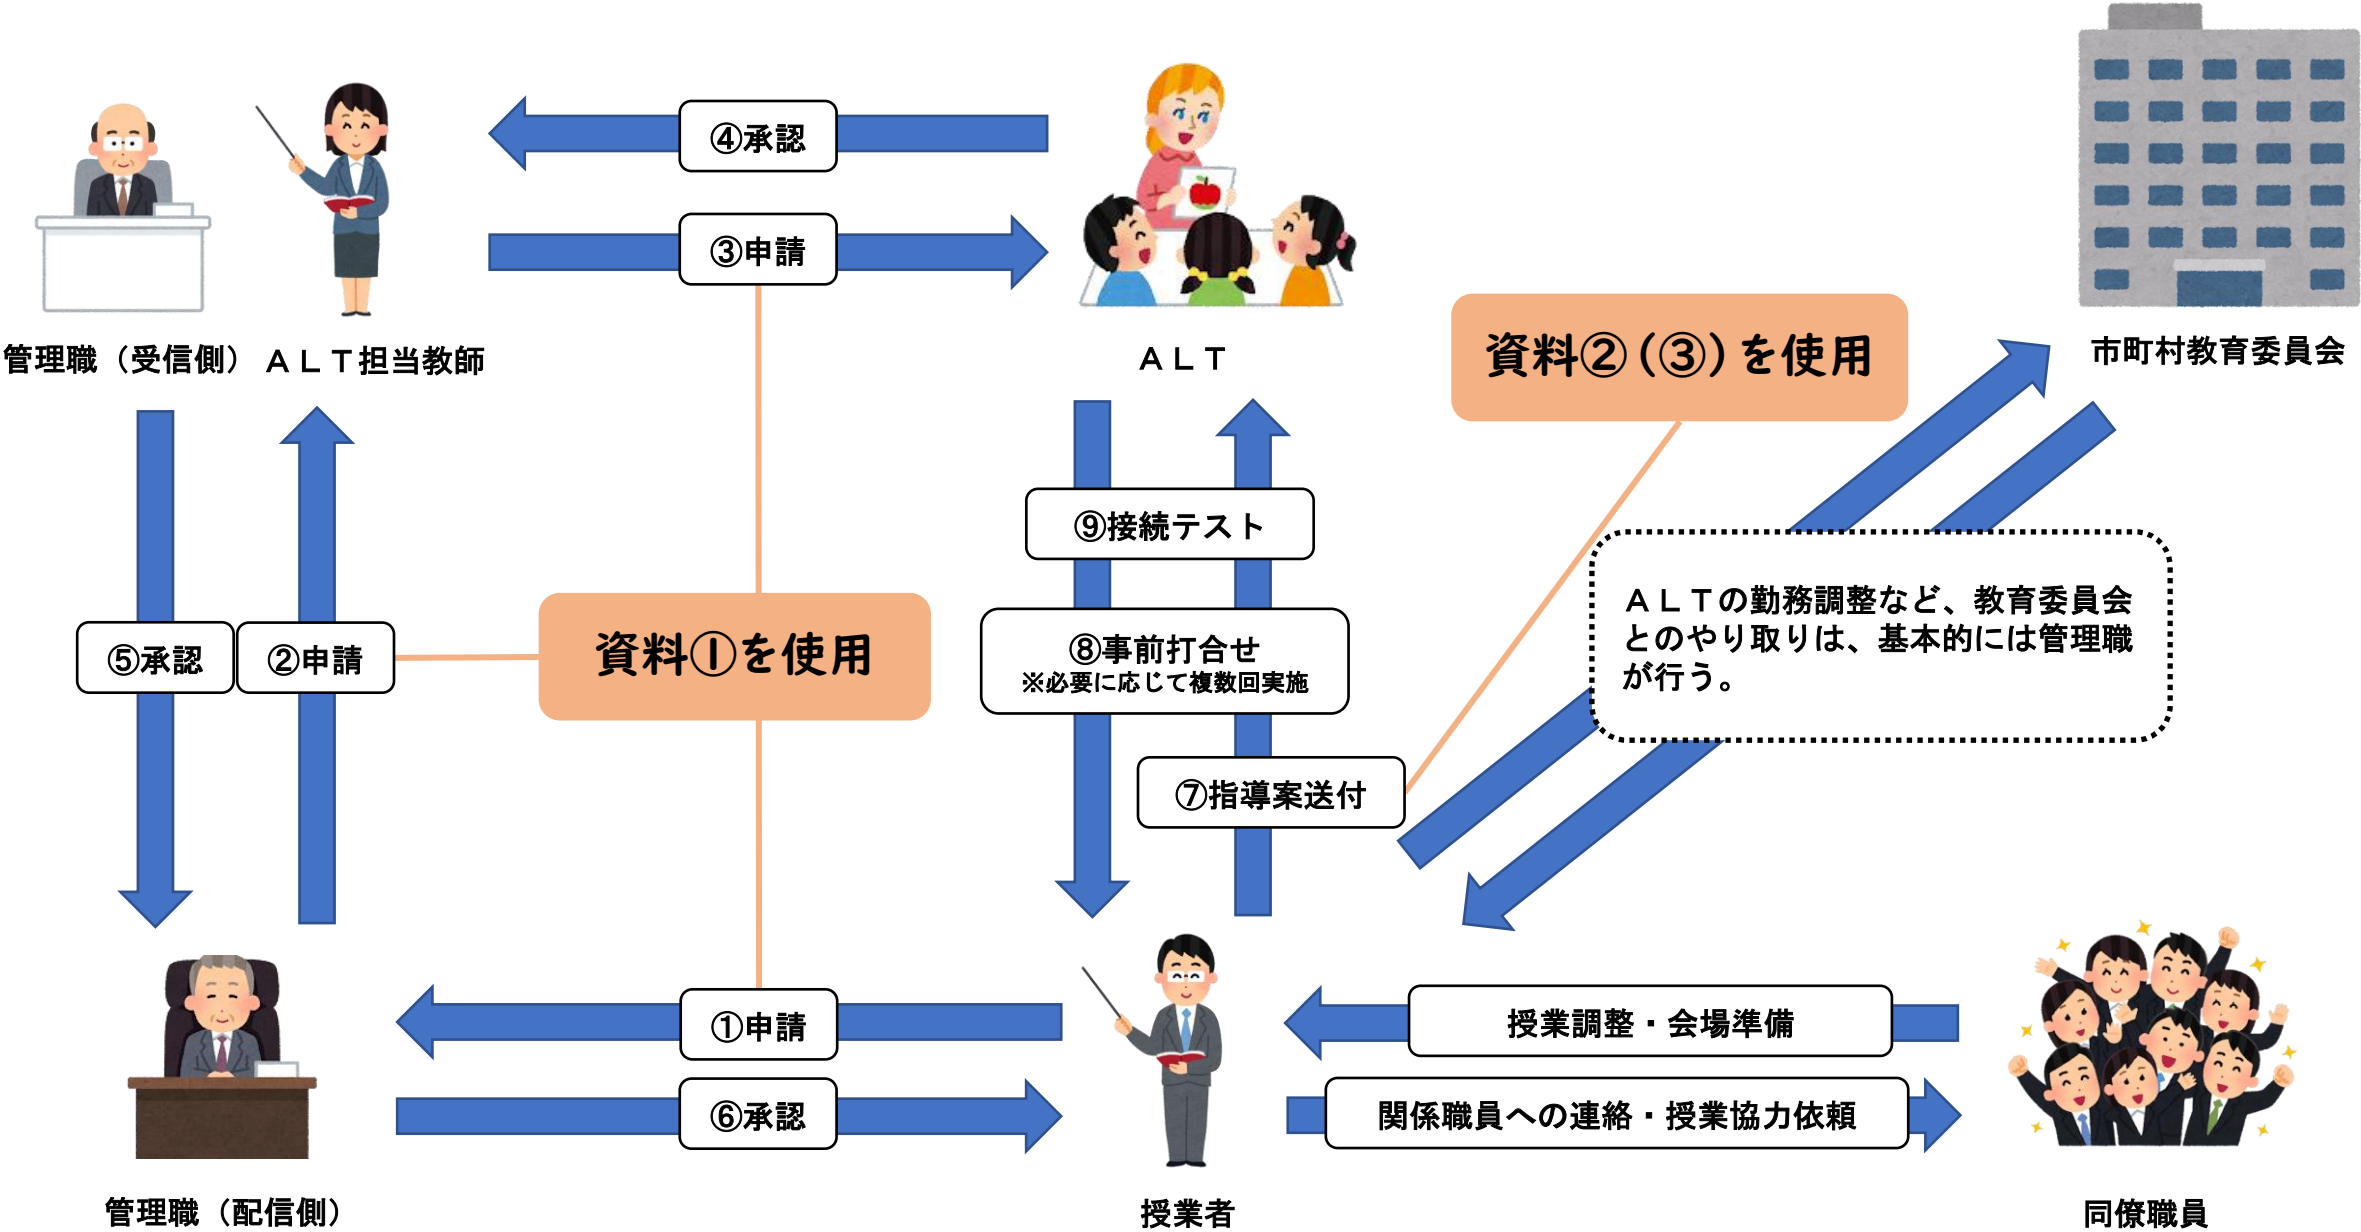 ④承認
③申請
管理職（受信側）
ＡＬＴ担当教師
ＡＬＴ
市町村教育委員会
資料②（③）を使用
⑨接続テスト
⑤承認
②申請
資料①を使用
⑧事前打合せ
※必要に応じて複数回実施
ＡＬＴの勤務調整など、教育委員会
とのやり取りは、基本的には管理職
が行う。
⑦指導案送付
①申請
⑥承認
授業調整・会場準備
関係職員への連絡・授業協力依頼
管理職（配信側）
授業者
同僚職員